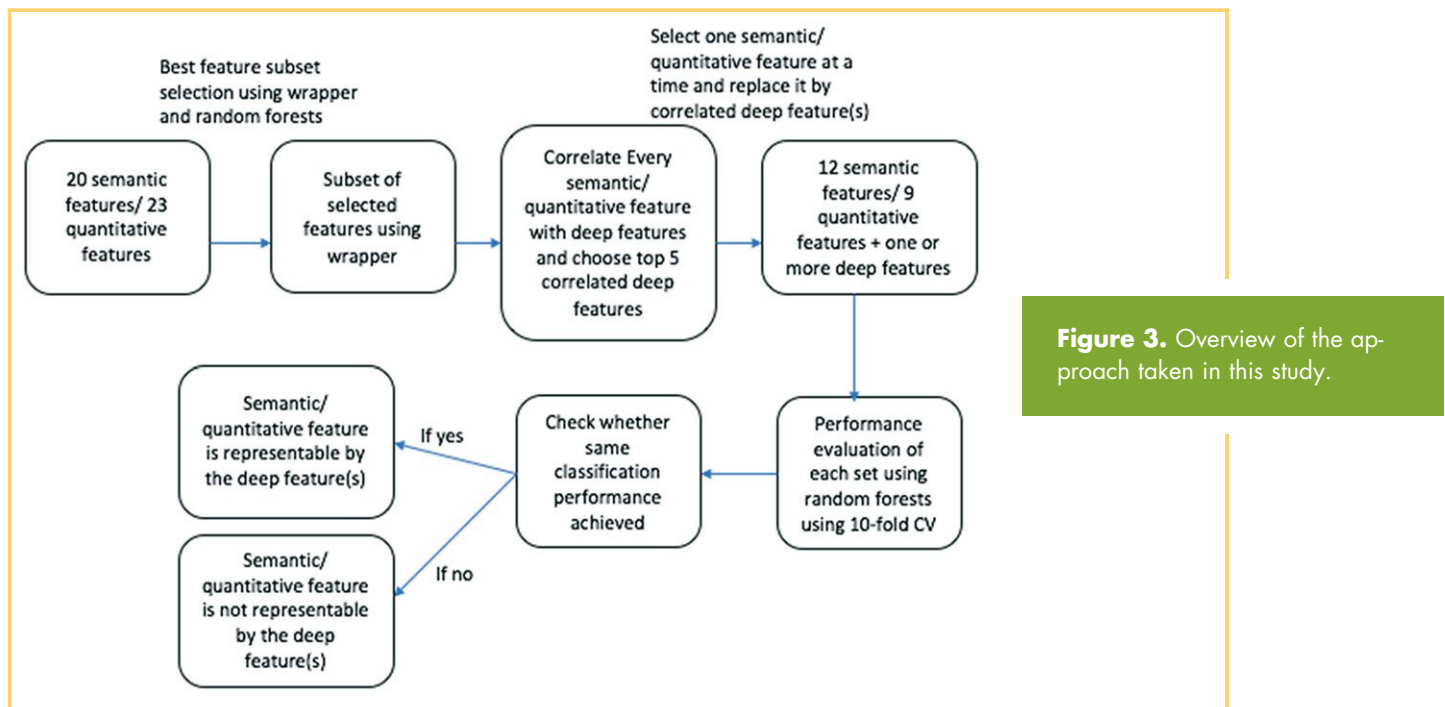 Best feature subset
selection using wrapper
and random forests
Select one semantic/
quantitative feature at a
time and replace it by
correlated deep feature(s)
20 semantic
features/ 23
quantitative
features
Subset of
selected
features using
wrapper
Correlate Every
semantic/
quantitative feature
with deep features
and choose top 5
correlated deep
features
12 semantic
features/ 9
quantitative
features + one or
more deep features
Performance
evaluation of
each set using
random forests
using 10-fold CV
Check whether
same
classification
performance
achieved
If yes
Semantic/
quantitative feature
is representable by
the deep feature(s)
If no
Semantic/
quantitative feature
is not representable
by the deep
feature(s)
Figure 3. Overview of the ap-
proach taken in this study.